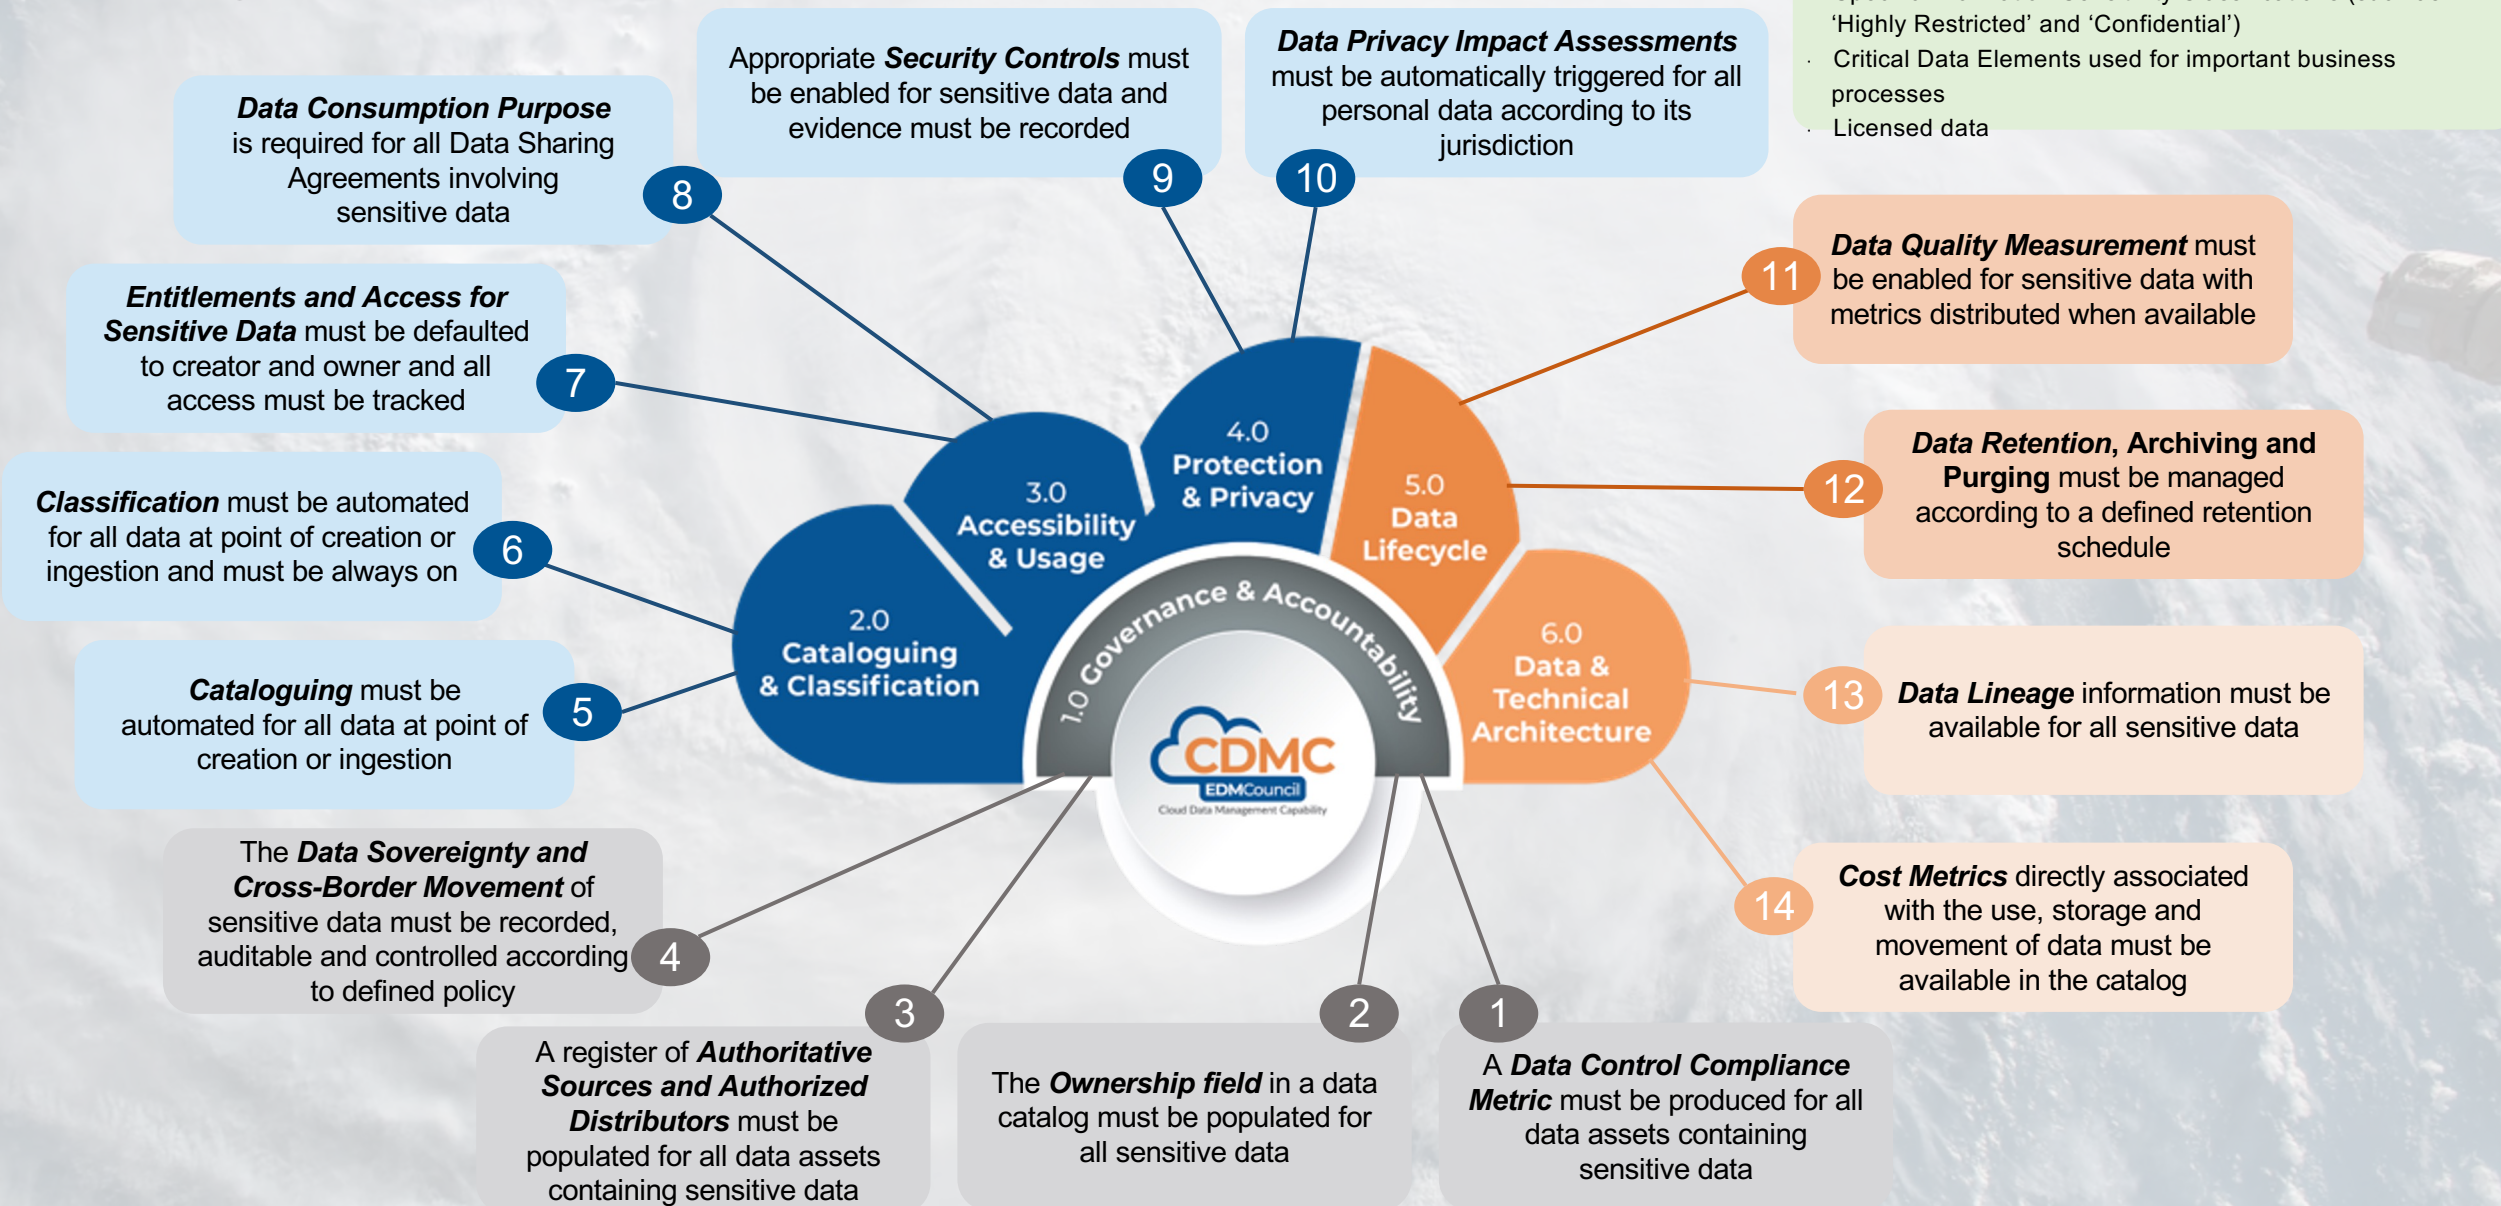 ‘Highly Restricted’ and ‘Confidential’)
· Critical Data Elements used for important business
processes
· Licensed data
Appropriate Security Controls must
be enabled for sensitive data and
evidence must be recorded
9
Data Privacy Impact Assessments
must be automatically triggered for all
personal data according to its
jurisdiction
10
Data Consumption Purpose
is required for all Data Sharing
Agreements involving
sensitive data
8
Data Quality Measurement must
be enabled for sensitive data with
metrics distributed when available
11
Entitlements and Access for
Sensitive Data must be defaulted
to creator and owner and all
access must be tracked
7
Data Retention, Archiving and
Purging must be managed
according to a defined retention
schedule
12
Classification must be automated
for all data at point of creation or
ingestion and must be always on
6
4.0
Protection
& Privacy
3.0
Accessibility
& Usage
5.0
Data
Lifecycle
2.0
Cataloguing
& Classification
1.0 Governance & Accountability
6.0
Data &
Technical
Architecture
CDMC
EDMCouncil
Cloud Data Management Capability
Cataloguing must be
automated for all data at point of
creation or ingestion
5
Data Lineage information must be
available for all sensitive data
13
The Data Sovereignty and
Cross-Border Movement of
sensitive data must be recorded,
auditable and controlled according
to defined policy
4
Cost Metrics directly associated
with the use, storage and
movement of data must be
available in the catalog
14
3
A register of Authoritative
Sources and Authorized
Distributors must be
populated for all data assets
containing sensitive data
2
The Ownership field in a data
catalog must be populated for
all sensitive data
1
A Data Control Compliance
Metric must be produced for all
data assets containing
sensitive data